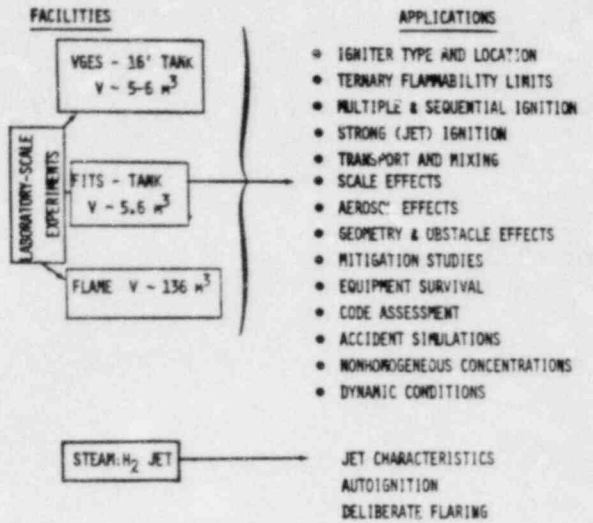 FACILITIES
VGES - 16' TANK
V ~ 5-6 M³
LABORATORY-SCALE
EXPERIMENTS
FITS - TANK
V ~ 5.6 M³
FLAME V ~ 136 M³
STEAM:H₂ JET
APPLICATIONS
• IGNITER TYPE AND LOCATION
• TERNARY FLAMMABILITY LIMITS
• MULTIPLE & SEQUENTIAL IGNITION
• STRONG (JET) IGNITION
• TRANSPORT AND MIXING
• SCALE EFFECTS
• EFFECTS
• GEOMETRY & OBSTACLE EFFECTS
• MITIGATION STUDIES
• EQUIPMENT SURVIVAL
• CODE ASSESSMENT
• ACCIDENT SIMULATIONS
• NONHOMOGENEOUS CONCENTRATIONS
• DYNAMIC CONDITIONS
JET CHARACTERISTICS
AUTOIGNITION
DELIBERATE FLARING